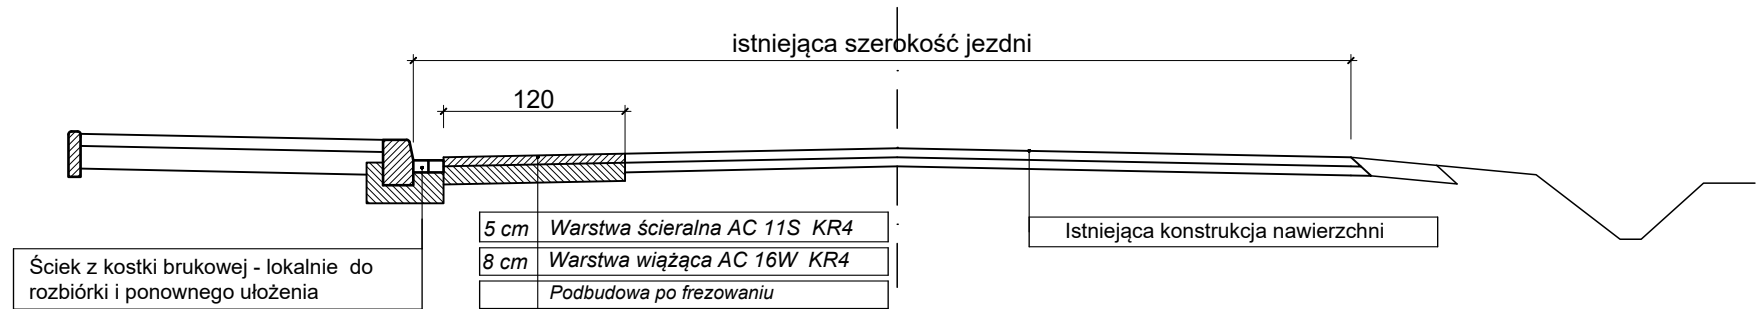 istniejąca szerokość jezdni
120
5 cm Warstwa ścieralna AC 11S KR4
8 cm Warstwa wiążąca AC 16W KR4
Podbudowa po frezowaniu
Istniejąca konstrukcja nawierzchni
Ściek z kostki brukowej - lokalnie do
rozbiórki i ponownego ułożenia